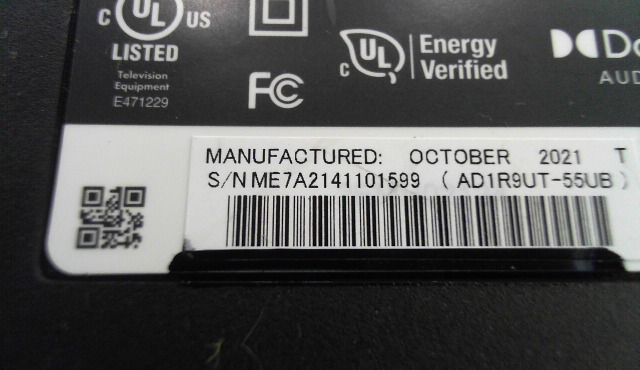 c UL US
LISTED
Television
Equipment
E471229
FC
c UL Energy
Verified
AUD
MANUFACTURED: OCTOBER 2021 T
S/N ME7A2141101599 (AD1R9UT-55UB)